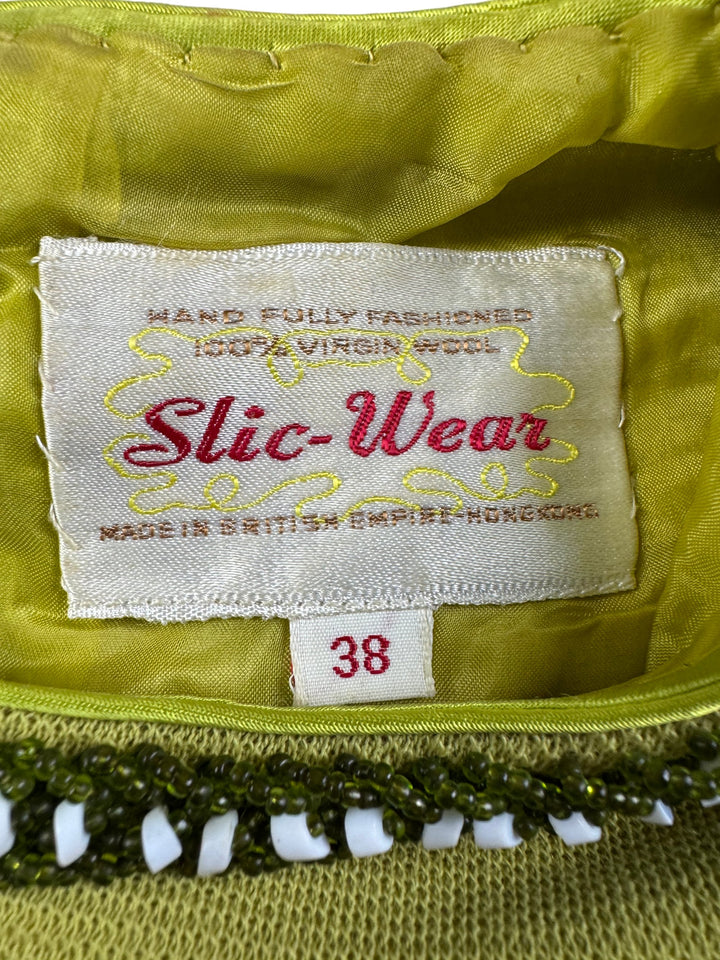 HAND FULLY FASHIONED
100% VIRGIN WOOL
Slic-Wear
MADE IN BRITISH EMPIRE-HONGKONG
38